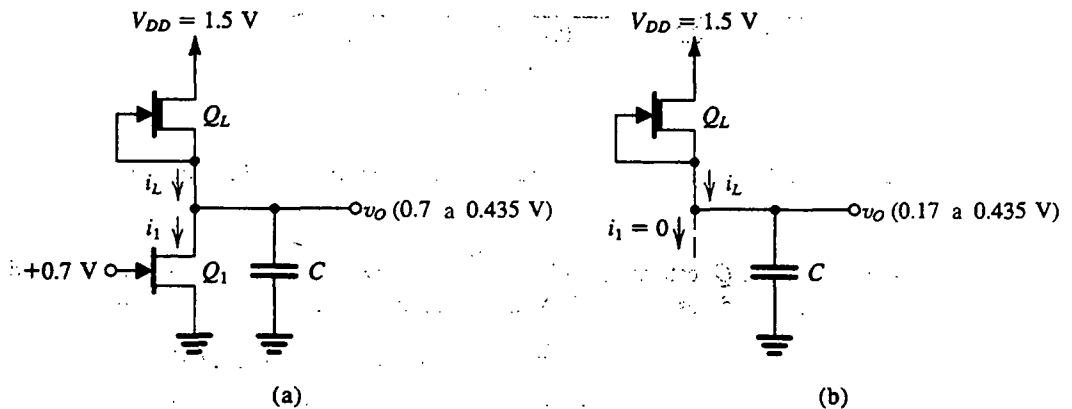 V_DD = 1.5 V
Q_L
i_L
v_O (0.7 a 0.435 V)
i_1
+0.7 V
Q_1
C
(a)
V_DD = 1.5 V
Q_L
i_L
v_O (0.17 a 0.435 V)
i_1 = 0
C
(b)